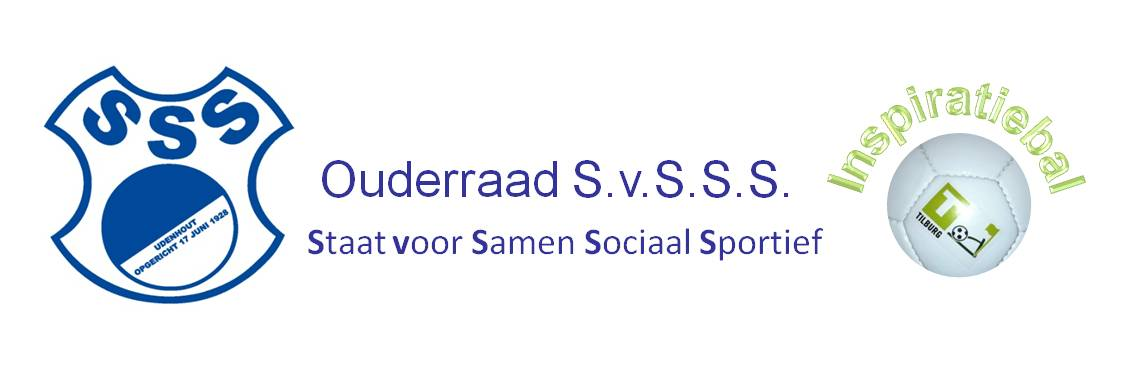 SSS
UDENHOUT
OPGERICHT 17 JUNI 1928
Ouderraad S.v.S.S.S.
Staat voor Samen Sociaal Sportief
Inspiratiebal
TILBURG